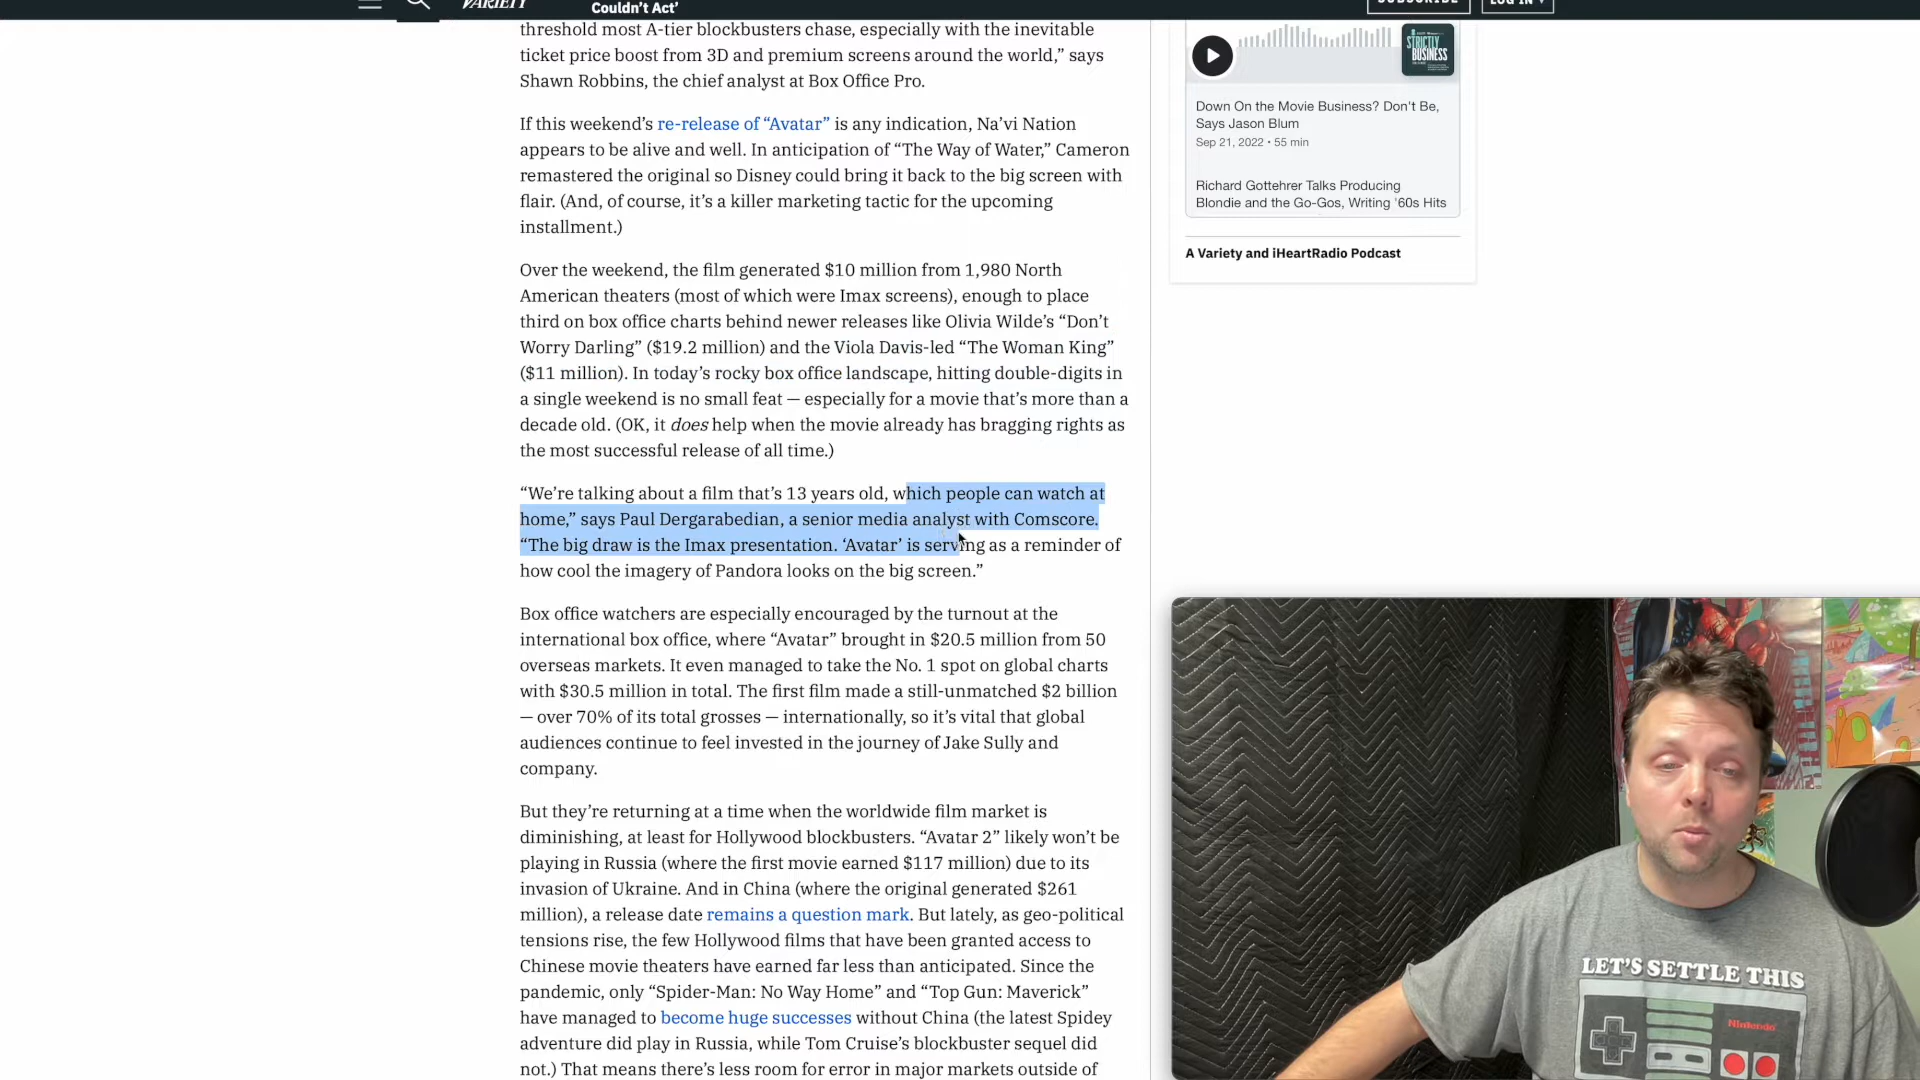 VARIETY
Couldn't Act'
SUBSCRIBE
LOG IN
threshold most A-tier blockbusters chase, especially with the inevitable
ticket price boost from 3D and premium screens around the world,” says
Shawn Robbins, the chief analyst at Box Office Pro.
If this weekend’s re-release of “Avatar” is any indication, Na’vi Nation
appears to be alive and well. In anticipation of “The Way of Water,” Cameron
remastered the original so Disney could bring it back to the big screen with
flair. (And, of course, it’s a killer marketing tactic for the upcoming
installment.)
Over the weekend, the film generated $10 million from 1,980 North
American theaters (most of which were Imax screens), enough to place
third on box office charts behind newer releases like Olivia Wilde’s “Don’t
Worry Darling” ($19.2 million) and the Viola Davis-led “The Woman King”
($11 million). In today’s rocky box office landscape, hitting double-digits in
a single weekend is no small feat — especially for a movie that’s more than a
decade old. (OK, it does help when the movie already has bragging rights as
the most successful release of all time.)
“We’re talking about a film that’s 13 years old, which people can watch at
home,” says Paul Dergarabedian, a senior media analyst with Comscore.
“The big draw is the Imax presentation. ‘Avatar’ is serving as a reminder of
how cool the imagery of Pandora looks on the big screen.”
Box office watchers are especially encouraged by the turnout at the
international box office, where “Avatar” brought in $20.5 million from 50
overseas markets. It even managed to take the No. 1 spot on global charts
with $30.5 million in total. The first film made a still-unmatched $2 billion
— over 70% of its total grosses — internationally, so it’s vital that global
audiences continue to feel invested in the journey of Jake Sully and
company.
But they’re returning at a time when the worldwide film market is
diminishing, at least for Hollywood blockbusters. “Avatar 2” likely won’t be
playing in Russia (where the first movie earned $117 million) due to its
invasion of Ukraine. And in China (where the original generated $261
million), a release date remains a question mark. But lately, as geo-political
tensions rise, the few Hollywood films that have been granted access to
Chinese movie theaters have earned far less than anticipated. Since the
pandemic, only “Spider-Man: No Way Home” and “Top Gun: Maverick”
have managed to become huge successes without China (the latest Spidey
adventure did play in Russia, while Tom Cruise’s blockbuster sequel did
not.) That means there’s less room for error in major markets outside of
STRICTLY
BUSINESS
Down On the Movie Business? Don't Be,
Says Jason Blum
Sep 21, 2022 • 55 min
Richard Gottehrer Talks Producing
Blondie and the Go-Gos, Writing '60s Hits
A Variety and iHeartRadio Podcast
LET'S SETTLE THIS
Nintendo